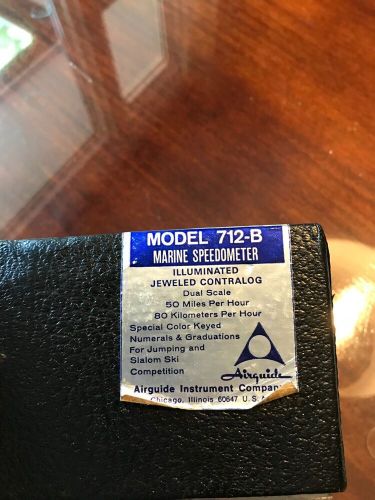 MODEL 712-B
MARINE SPEEDOMETER
ILLUMINATED
JEWELED CONTRALOG
Dual Scale
50 Miles Per Hour
80 Kilometers Per Hour
Special Color Keyed
Numerals & Graduations
For Jumping and
Slalom Ski
Competition
Airguide
Airguide Instrument Company
Chicago, Illinois 60647 U.S.A